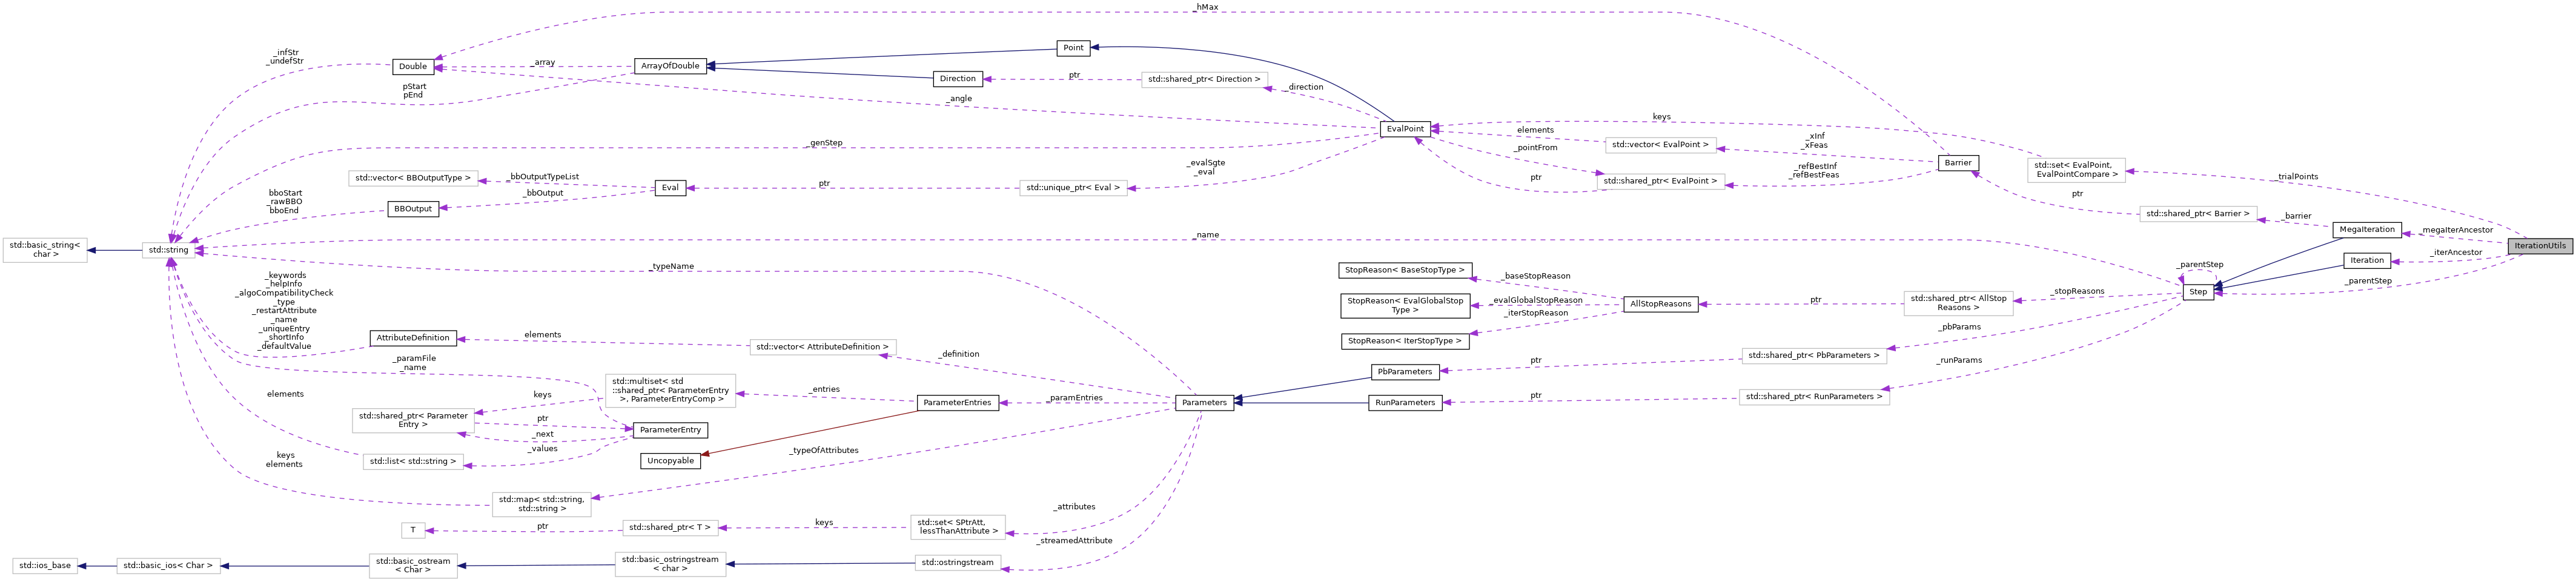 _hMax
_infStr
_undefStr
Double
_array
ArrayOfDouble
Point
pStart
pEnd
Direction
ptr
std::shared_ptr< Direction >
_direction
_angle
EvalPoint
keys
elements
std::vector< EvalPoint >
_xInf
_xFeas
_pointFrom
_genStep
_evalSgte
_eval
ptr
std::shared_ptr< EvalPoint >
_refBestInf
_refBestFeas
Barrier
std::set< EvalPoint,
EvalPointCompare >
_trialPoints
std::vector< BBOutputType >
_bbOutputTypeList
_bbOutput
Eval
ptr
std::unique_ptr< Eval >
bboStart
_rawBBO
bboEnd
BBOutput
ptr
std::shared_ptr< Barrier >
_barrier
MegaIteration
_megaIterAncestor
IterationUtils
std::basic_string<
char >
std::string
_name
_typeName
Iteration
_iterAncestor
_parentStep
_parentStep
Step
_stopReasons
_pbParams
_runParams
StopReason< BaseStopType >
_baseStopReason
StopReason< EvalGlobalStop
Type >
_evalGlobalStopReason
_iterStopReason
StopReason< IterStopType >
AllStopReasons
ptr
std::shared_ptr< AllStop
Reasons >
_keywords
_helpInfo
_algoCompatibilityCheck
_type
_restartAttribute
_name
_uniqueEntry
_shortInfo
_defaultValue
AttributeDefinition
elements
std::vector< AttributeDefinition >
_definition
_paramFile
_name
elements
std::multiset< std
::shared_ptr< ParameterEntry
>, ParameterEntryComp >
_entries
ParameterEntries
_paramEntries
Parameters
PbParameters
ptr
std::shared_ptr< PbParameters >
RunParameters
ptr
std::shared_ptr< RunParameters >
keys
std::shared_ptr< Parameter
Entry >
ptr
_next
_values
ParameterEntry
Uncopyable
_typeOfAttributes
keys
elements
std::list< std::string >
std::map< std::string,
std::string >
_attributes
T
ptr
std::shared_ptr< T >
keys
std::set< SPtrAtt,
lessThanAttribute >
_streamedAttribute
std::ios_base
std::basic_ios< Char >
std::basic_ostream
< Char >
std::basic_ostringstream
< char >
std::ostringstream